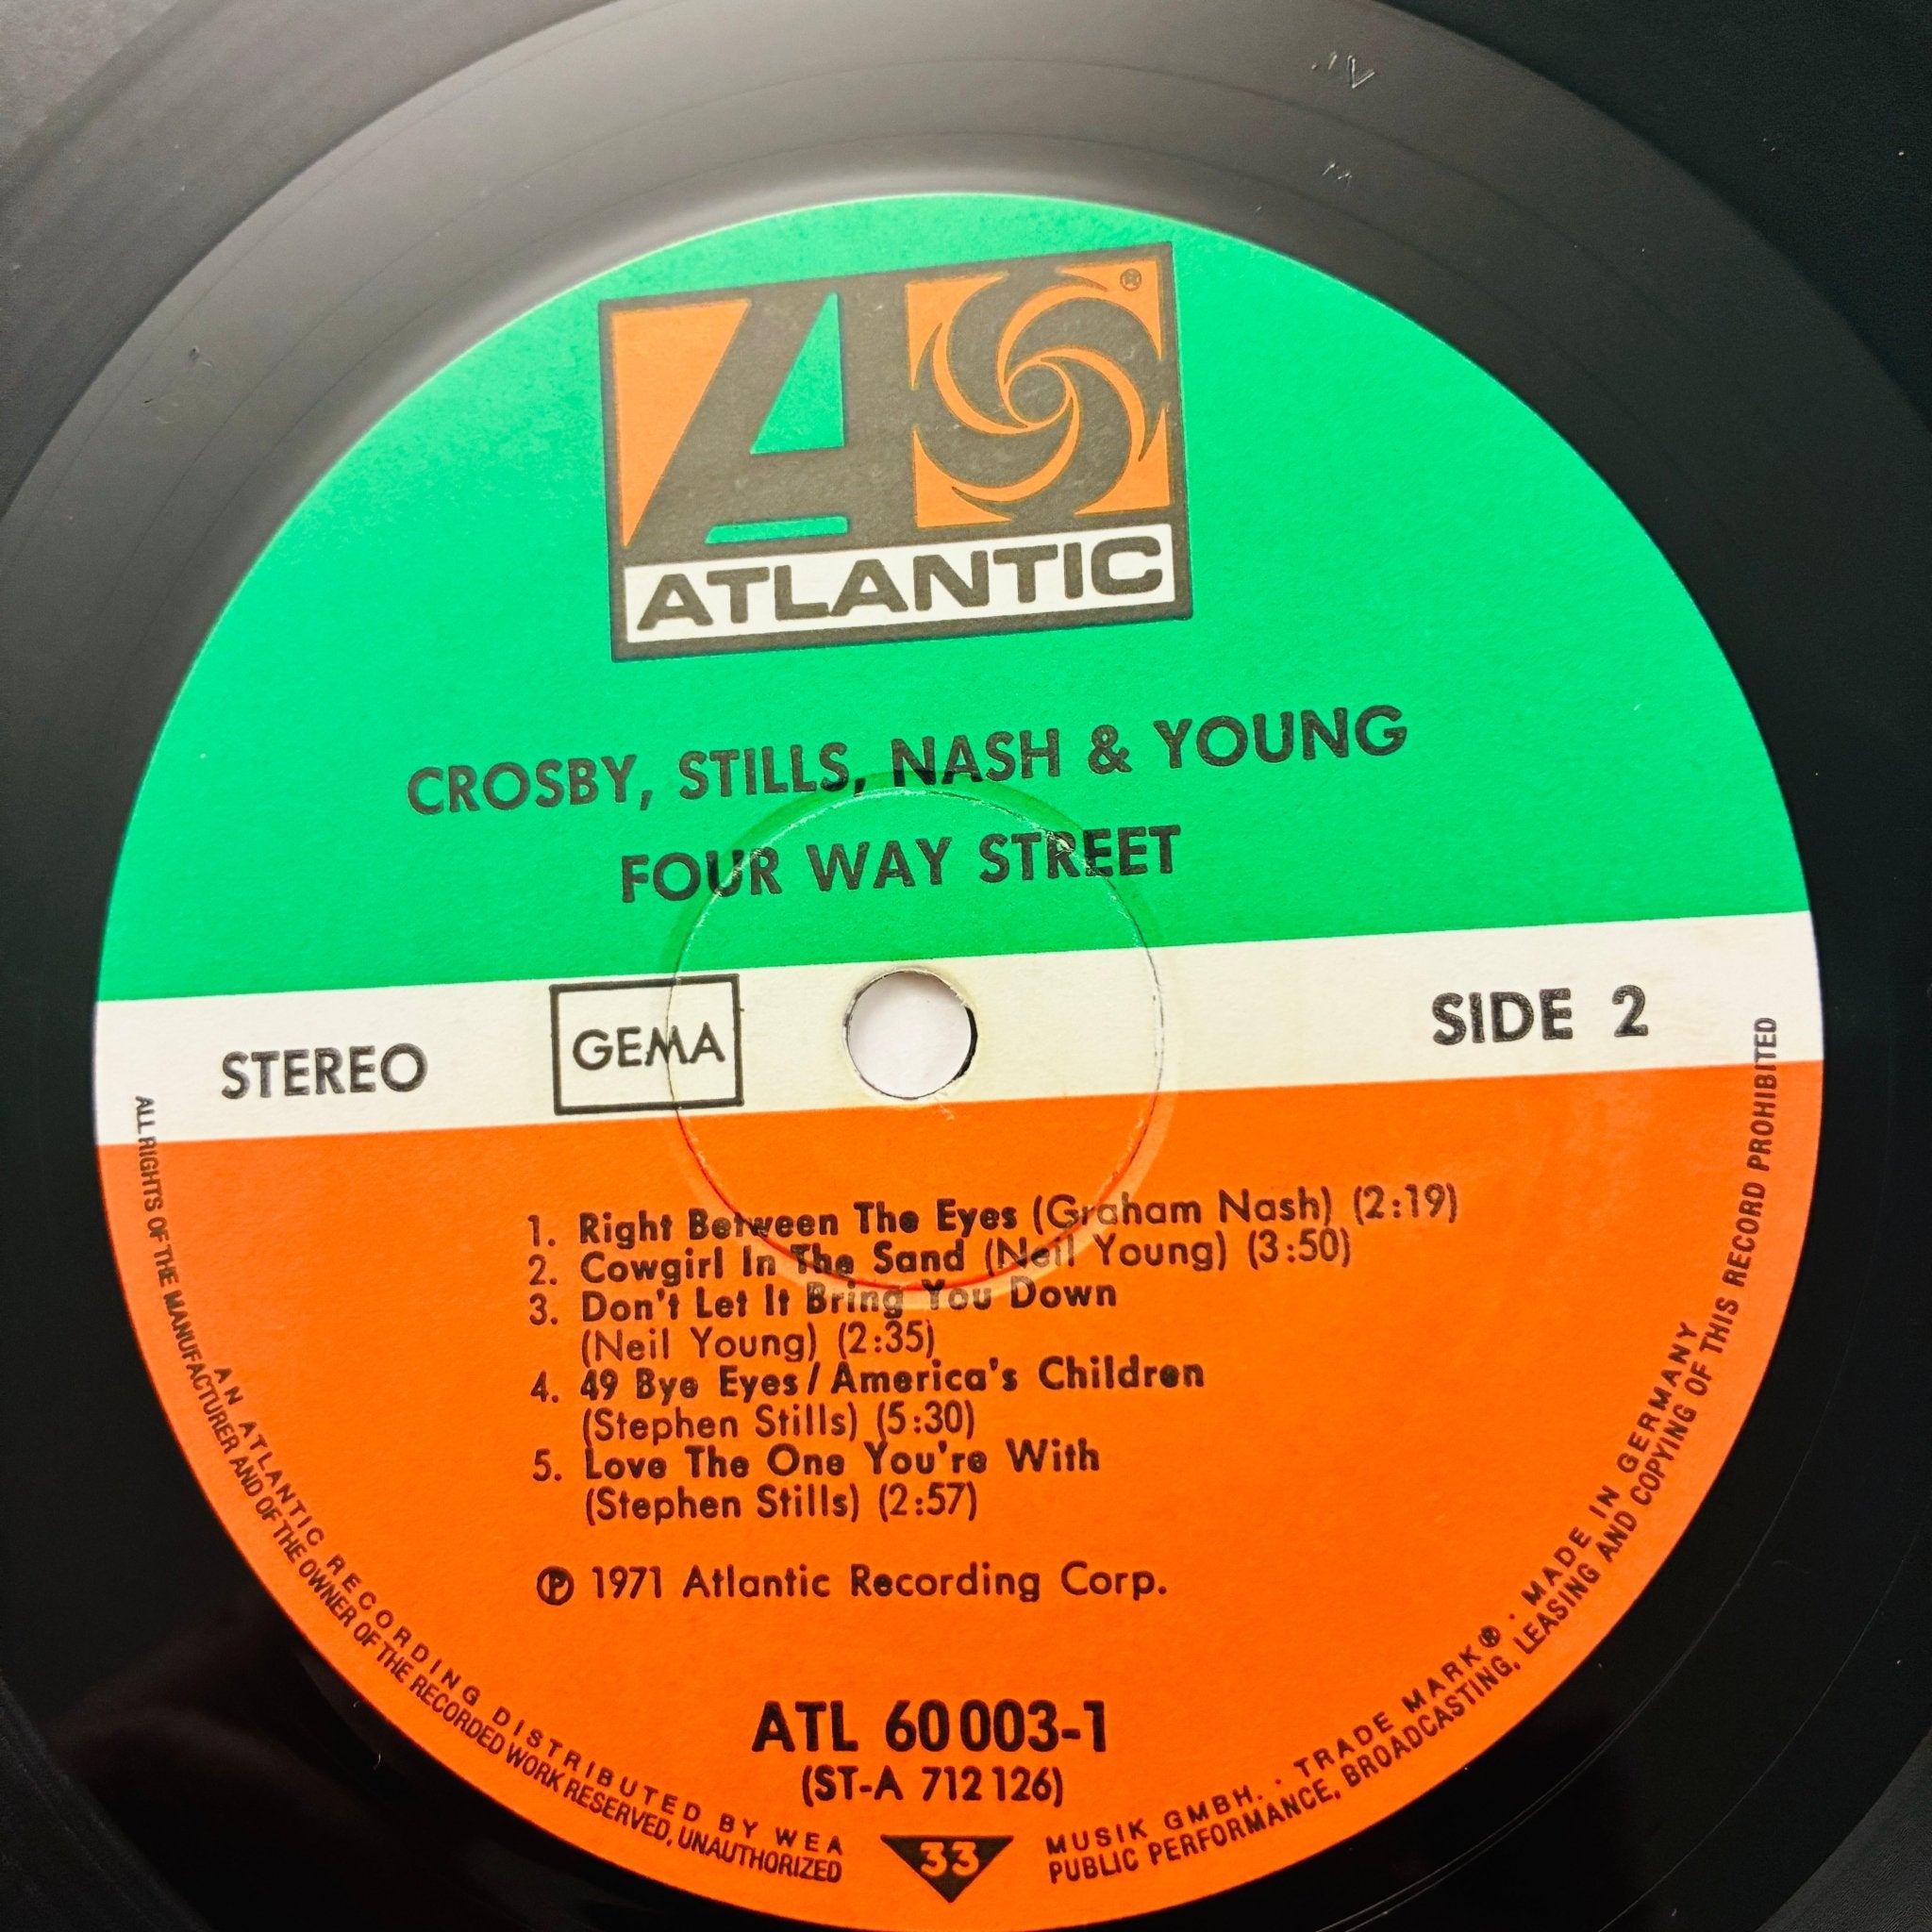 ATLANTIC
CROSBY, STILLS, NASH & YOUNG
FOUR WAY STREET
STEREO GEMA SIDE 2
1. Right Between The Eyes (Graham Nash) (2:19)
2. Cowgirl In The Sand (Neil Young) (3:50)
3. Don't Let It Bring You Down
(Neil Young) (2:35)
4. 49 Bye Eyes/America's Children
(Stephen Stills) (5:30)
5. Love The One You're With
(Stephen Stills) (2:57)
℗ 1971 Atlantic Recording Corp.
ATL 60 003-1
(ST-A 712 126)
33
AN ATLANTIC RECORDING DISTRIBUTED BY WEA MUSIK GMBH. · TRADE MARK® · MADE IN GERMANY
ALL RIGHTS OF THE MANUFACTURER AND OF THE OWNER OF THE RECORDED WORK RESERVED, UNAUTHORIZED PUBLIC PERFORMANCE, BROADCASTING, LEASING AND COPYING OF THIS RECORD PROHIBITED